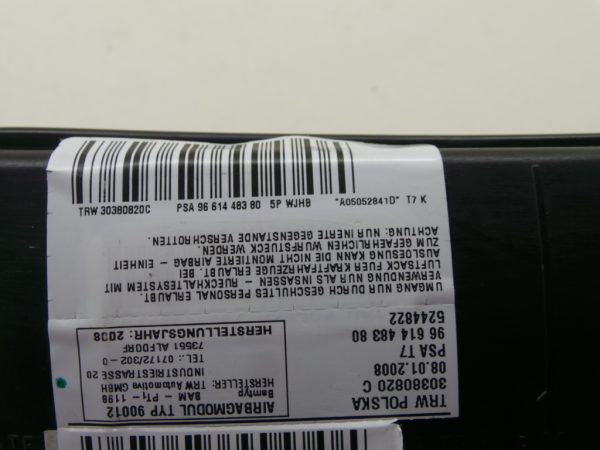 TRW 30380820C PSA 96 614 483 80 5P WJHB *A05052841D* T7 K
TRW POLSKA
30380820 C
08.01.2008
PSA T7
96 614 483 80
5244822
AIRBAGMODUL TYP 90012
BAM - PT1 - 1198
Bamtyp
HERSTELLER: TRW Automotive GMBH
INDUSTRIESTRASSE 20
TEL.: 07172/302-0
73551 ALFDORF
HERSTELLUNGSJAHR: 2008
UMGANG NUR DURCH GESCHULTES PERSONAL ERLAUBT.
VERWENDUNG NUR ALS INSASSEN - RUECKHALTESYSTEM MIT
LUFTSACK FUER KRAFTFAHRZEUGE ERLAUBT. BEI
AUSLOESUNG KANN DIE NICHT MONTIERTE AIRBAG - EINHEIT
ZUM GEFAEHRLICHEN WURFSTUECK WERDEN.
ACHTUNG: NUR INERTE GEGENSTANDE VERSCHROTTEN.